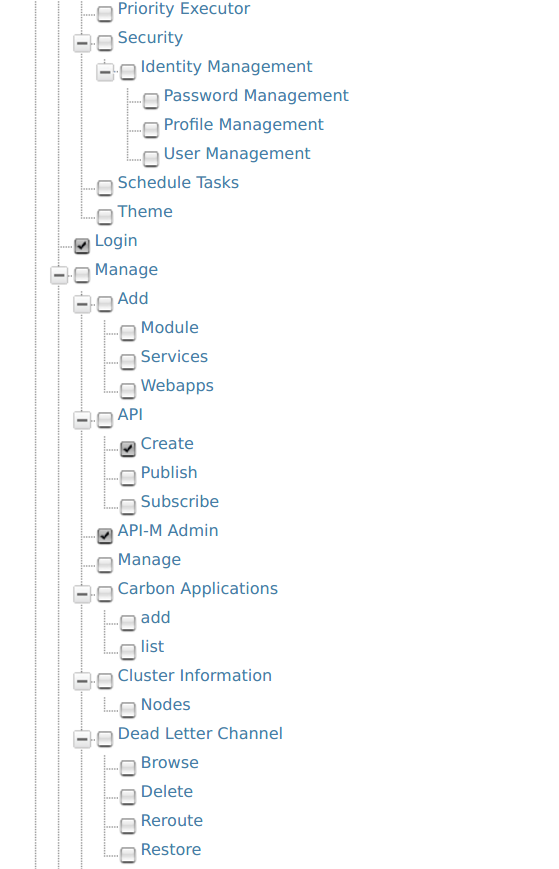 Priority Executor
Security
Identity Management
Password Management
Profile Management
User Management
Schedule Tasks
Theme
Login
Manage
Add
Module
Services
Webapps
API
Create
Publish
Subscribe
API-M Admin
Manage
Carbon Applications
add
list
Cluster Information
Nodes
Dead Letter Channel
Browse
Delete
Reroute
Restore